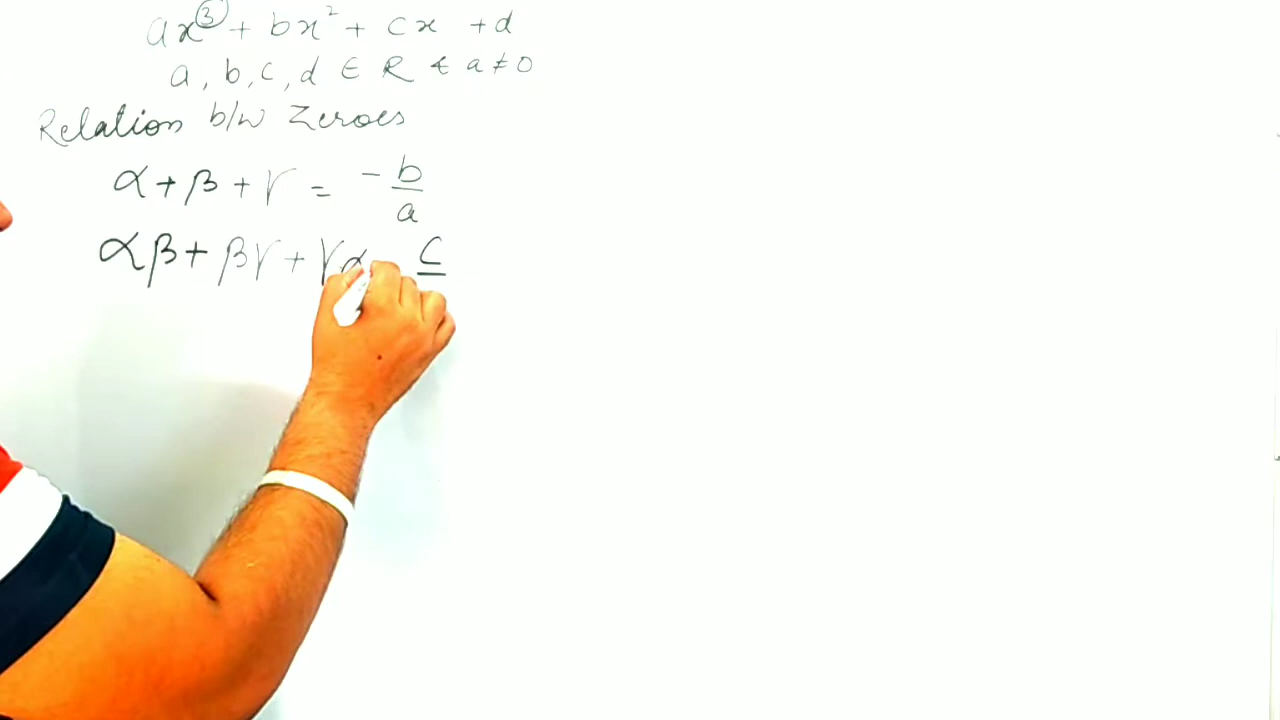 ax³ + bx² + cx + d
a, b, c, d ∈ R & a ≠ 0
Relation b/w Zeroes
α + β + γ = -b/a
αβ + βγ + γα c